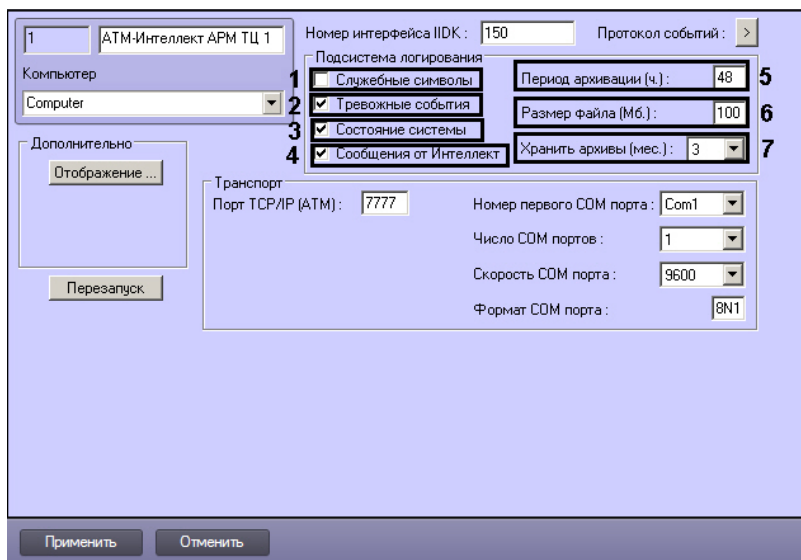 1 АТМ-Интеллект АРМ ТЦ 1
Компьютер
Computer
Номер интерфейса IIDK : 150 Протокол событий : >
Подсистема логирования
1 Служебные символы
2 Тревожные события
3 Состояние системы
4 Сообщения от Интеллект
Период архивации (ч.) : 48 5
Размер файла (Мб.) : 100 6
Хранить архивы (мес.) : 3 7
Дополнительно
Отображение ...
Перезапуск
Транспорт
Порт TCP/IP (АТМ) : 7777
Номер первого COM порта : Com1
Число COM портов : 1
Скорость COM порта : 9600
Формат COM порта : 8N1
Применить Отменить